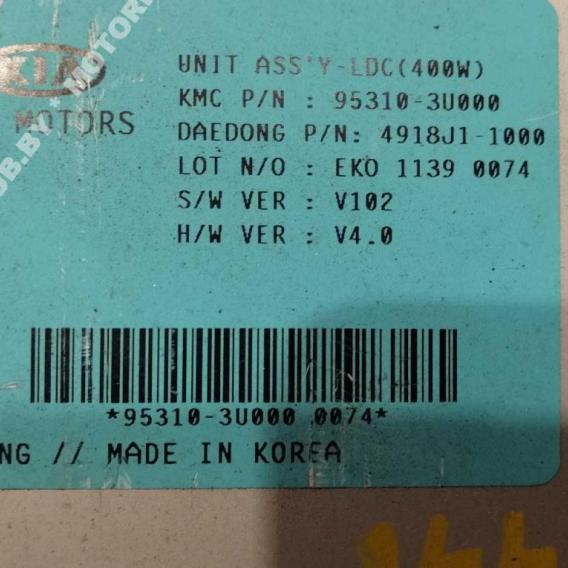 KIA
MOTORS
UNIT ASS'Y-LDC(400W)
KMC P/N : 95310-3U000
DAEDONG P/N: 4918J1-1000
LOT N/O : EKO 1139 0074
S/W VER : V102
H/W VER : V4.0
*95310-3U000 0074*
NG // MADE IN KOREA